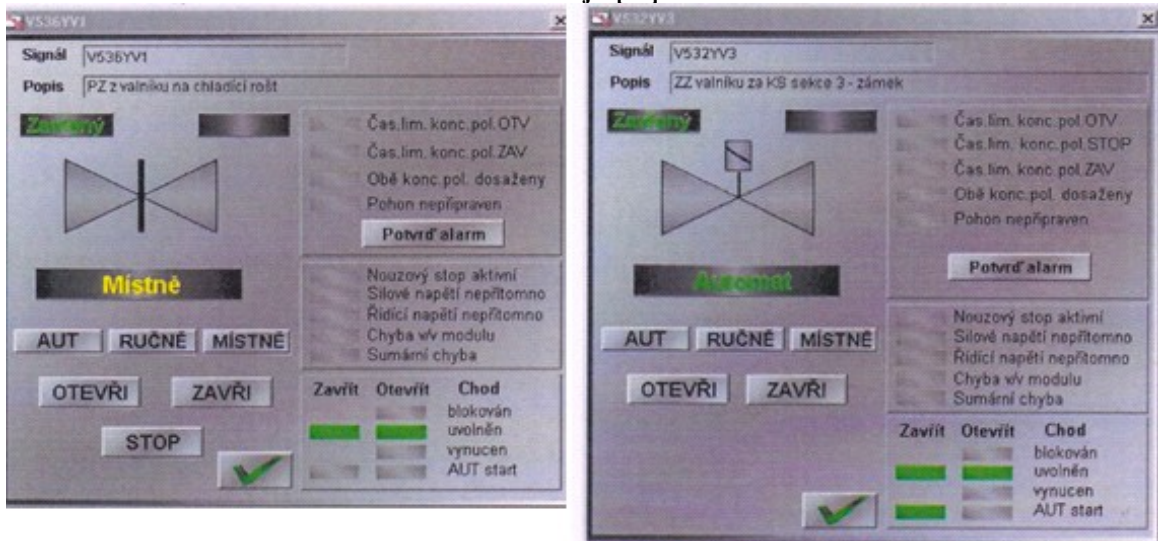 V536YV1
Signál V536YV1
Popis PZ z valníku na chladící rošt
Zavřený
Čas.lim. konc.pol.OTV
Čas.lim. konc.pol.ZAV
Obě konc.pol. dosaženy
Pohon nepřipraven
Potvrď alarm
Místně
Nouzový stop aktivní
Silové napětí nepřítomno
Řídící napětí nepřítomno
Chyba v/v modulu
Sumární chyba
AUT RUČNĚ MÍSTNĚ
OTEVŘI ZAVŘI
STOP
Zavřít Otevřít Chod
blokován
uvolněn
vynucen
AUT start
V532YV3
Signál V532YV3
Popis ZZ valníku za KS sekce 3 - zámek
Zavřený
Čas.lim. konc.pol.OTV
Čas.lim. konc.pol.STOP
Čas.lim. konc.pol.ZAV
Obě konc.pol. dosaženy
Pohon nepřipraven
Potvrď alarm
Automat
Nouzový stop aktivní
Silové napětí nepřítomno
Řídící napětí nepřítomno
Chyba v/v modulu
Sumární chyba
AUT RUČNĚ MÍSTNĚ
OTEVŘI ZAVŘI
Zavřít Otevřít Chod
blokován
uvolněn
vynucen
AUT start